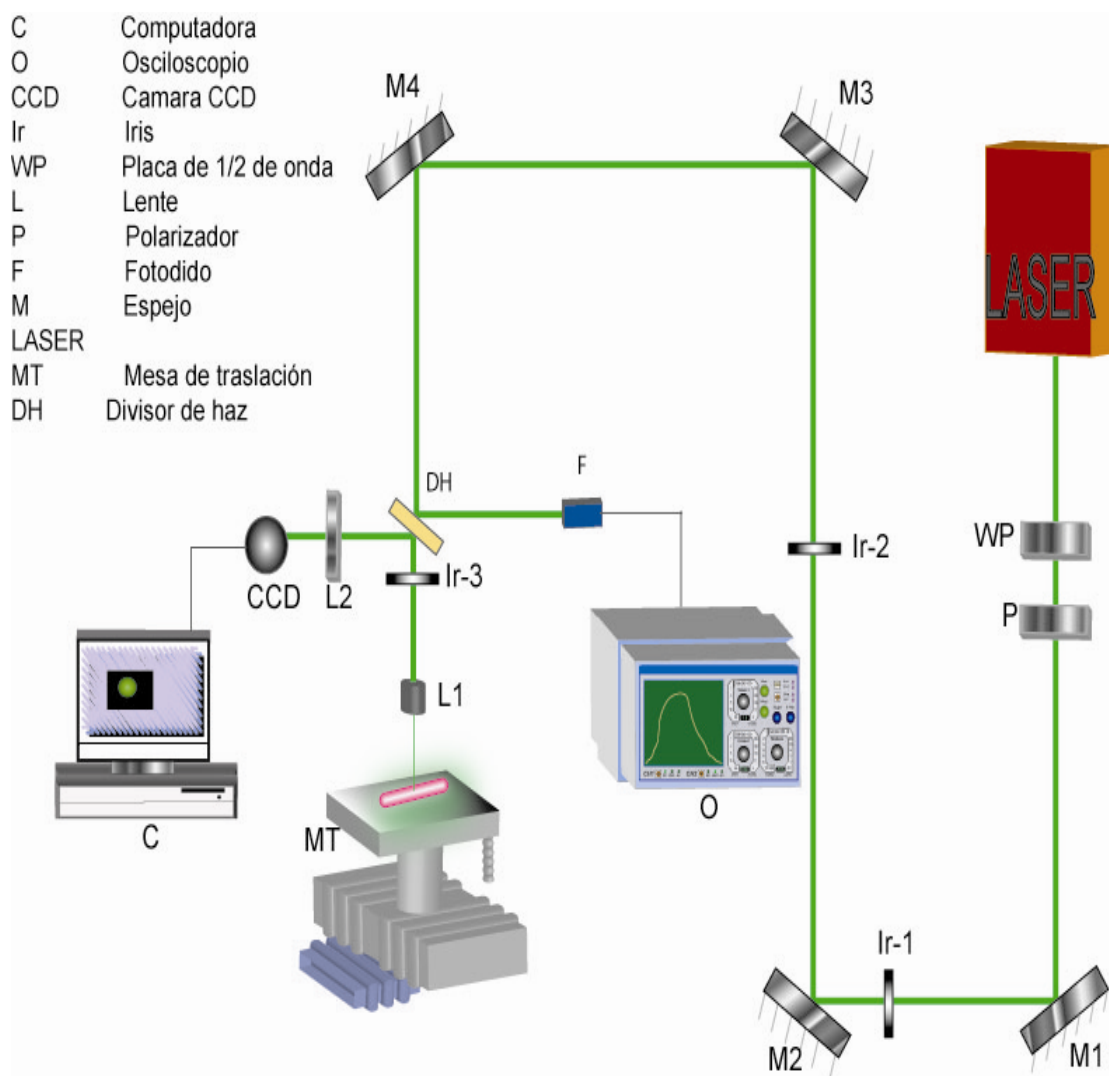 C Computadora
O Osciloscopio
CCD Camara CCD
Ir Iris
WP Placa de 1/2 de onda
L Lente
P Polarizador
F Fotodido
M Espejo
LASER
MT Mesa de traslación
DH Divisor de haz
M4
M3
LASER
DH
F
WP
Ir-2
CCD
L2
Ir-3
P
L1
MT
O
C
Ir-1
M2
M1